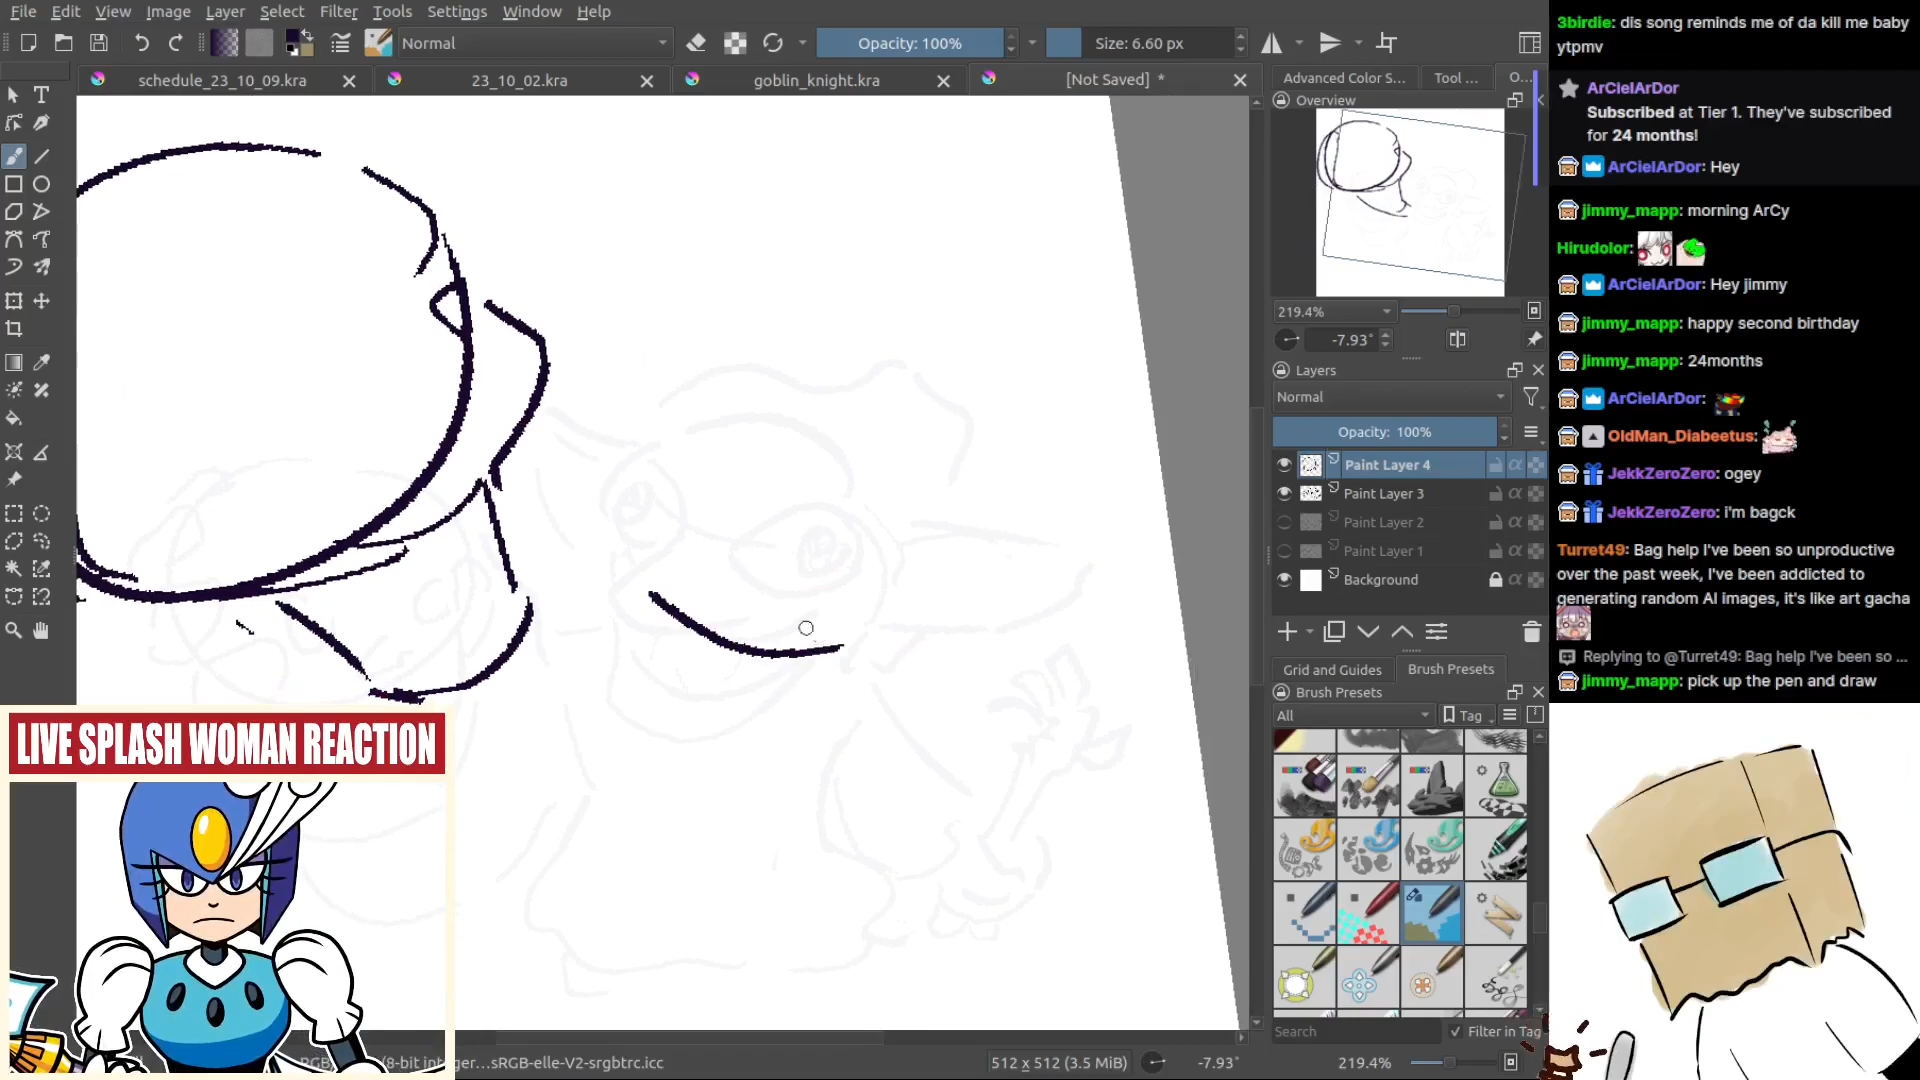 File Edit View Image Layer Select Filter Tools Settings Window Help
Normal
Opacity: 100%
Size: 6.60 px
schedule_23_10_09.kra
23_10_02.kra
goblin_knight.kra
[Not Saved] *
Advanced Color S...
Tool ...
O...
Overview
219.4%
-7.93°
Layers
Normal
Opacity: 100%
Paint Layer 4
Paint Layer 3
Paint Layer 2
Paint Layer 1
Background
Grid and Guides
Brush Presets
Brush Presets
All
Tag
Search
Filter in Tag
(8-bit integer...sRGB-elle-V2-srgbtrc.icc
512 x 512 (3.5 MiB)
-7.93°
219.4%
LIVE SPLASH WOMAN REACTION
3birdie: dis song reminds me of da kill me baby
ytpmv
ArCielArDor
Subscribed at Tier 1. They've subscribed
for 24 months!
ArCielArDor: Hey
jimmy_mapp: morning ArCy
Hirudolor:
ArCielArDor: Hey jimmy
jimmy_mapp: happy second birthday
jimmy_mapp: 24months
ArCielArDor:
OldMan_Diabeetus:
JekkZeroZero: ogey
JekkZeroZero: i'm bagck
Turret49: Bag help I've been so unproductive
over the past week, I've been addicted to
generating random AI images, it's like art gacha
Replying to @Turret49: Bag help I've been so ...
jimmy_mapp: pick up the pen and draw